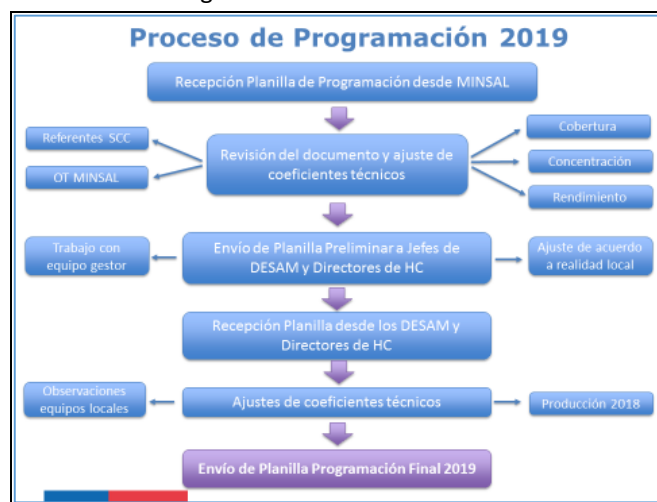 Proceso de Programación 2019
Recepción Planilla de Programación desde MINSAL
Referentes SCC
OT MINSAL
Revisión del documento y ajuste de
coeficientes técnicos
Cobertura
Concentración
Rendimiento
Trabajo con
equipo gestor
Envío de Planilla Preliminar a Jefes de
DESAM y Directores de HC
Ajuste de acuerdo
a realidad local
Recepción Planilla desde los DESAM y
Directores de HC
Observaciones
equipos locales
Ajustes de coeficientes técnicos
Producción 2018
Envío de Planilla Programación Final 2019